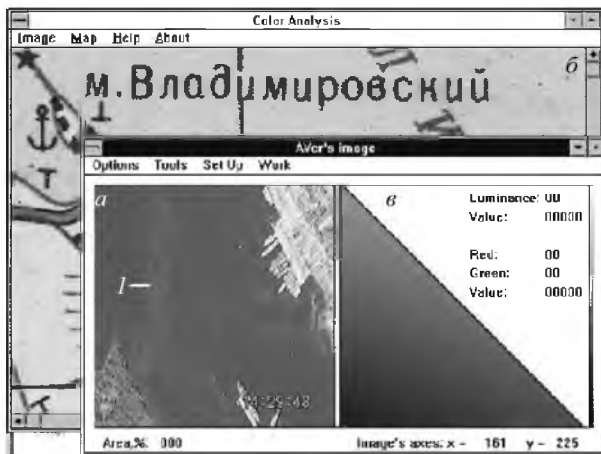 Color Analysis
Image Map Help About
м.Владимировский
б
AVer's image
Options Tools Set Up Work
а
в
Luminance: 00
Value: 00000
Red: 00
Green: 00
Value: 00000
1
Area,%: 000
Image's axes: x – 161 y – 225